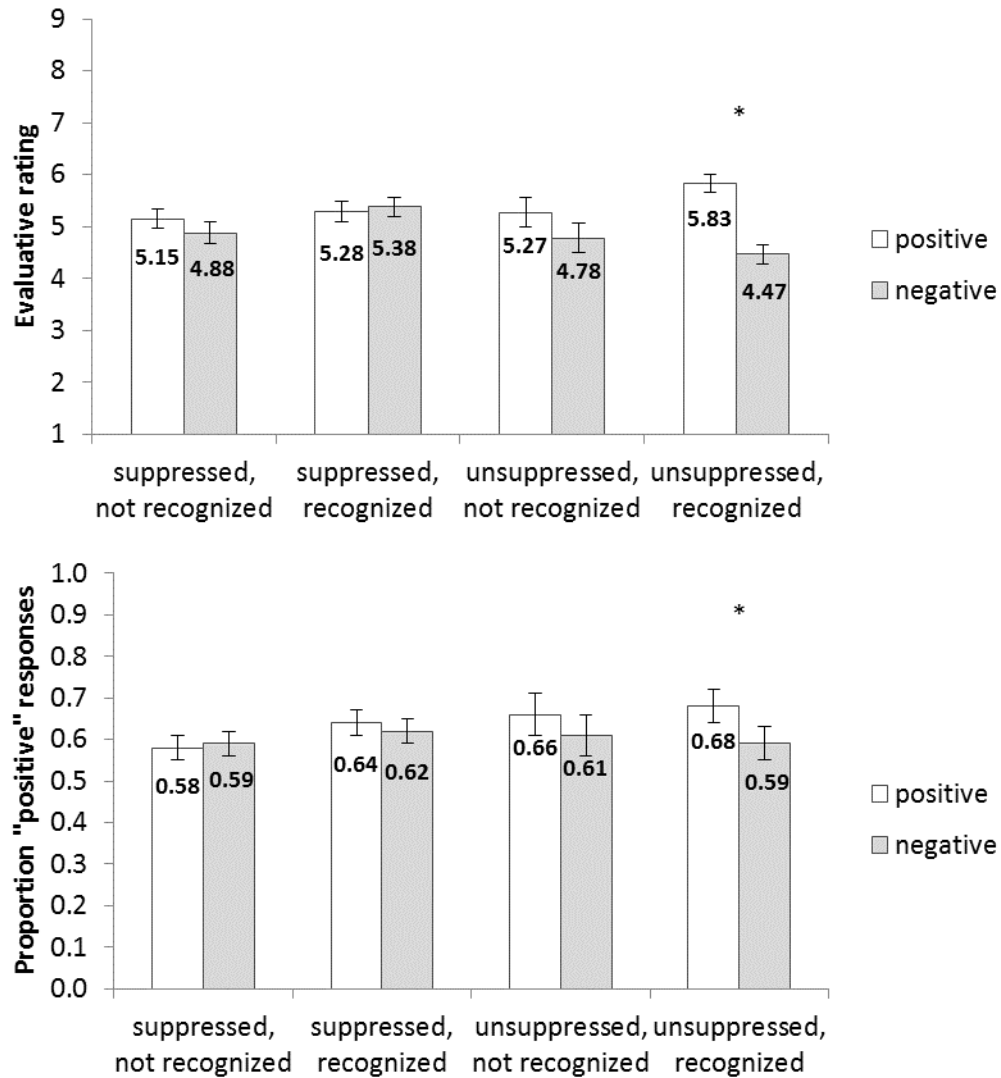 Evaluative rating
9
8
7
6
5
4
3
2
1
*
5.15
4.88
5.28
5.38
5.27
4.78
5.83
4.47
positive
negative
suppressed,
not recognized
suppressed,
recognized
unsuppressed,
not recognized
unsuppressed,
recognized
Proportion "positive" responses
1.0
0.9
0.8
0.7
0.6
0.5
0.4
0.3
0.2
0.1
0.0
*
0.58
0.59
0.64
0.62
0.66
0.61
0.68
0.59
positive
negative
suppressed,
not recognized
suppressed,
recognized
unsuppressed,
not recognized
unsuppressed,
recognized